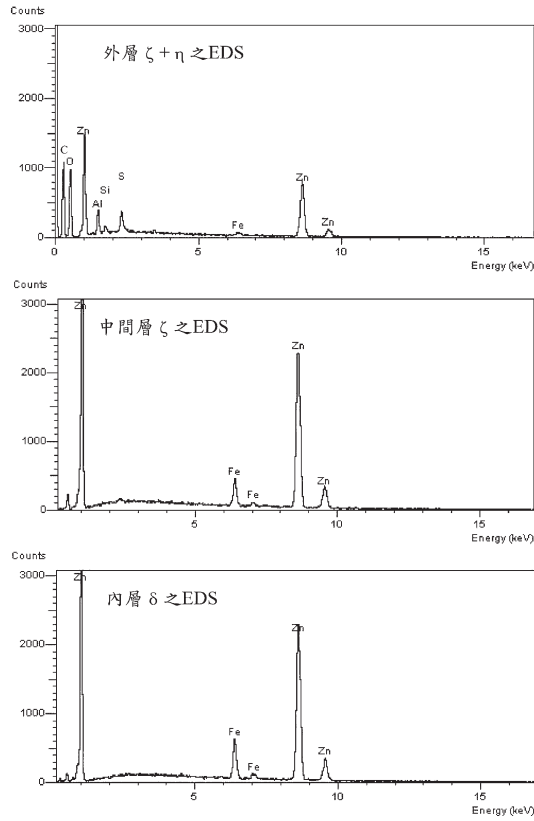 Counts
3000
外層 ζ + η 之EDS
2000
Zn
C
O
1000
Si
S
Al
Zn
Fe
Zn
0
0 5 10 15
Energy (keV)
Counts
3000
Zn
中間層 ζ 之EDS
Zn
2000
1000
Fe
Fe
Zn
0
5 10 15
Energy (keV)
Counts
3000
Zn
內層 δ 之EDS
Zn
2000
1000
Fe
Fe
Zn
0
5 10 15
Energy (keV)